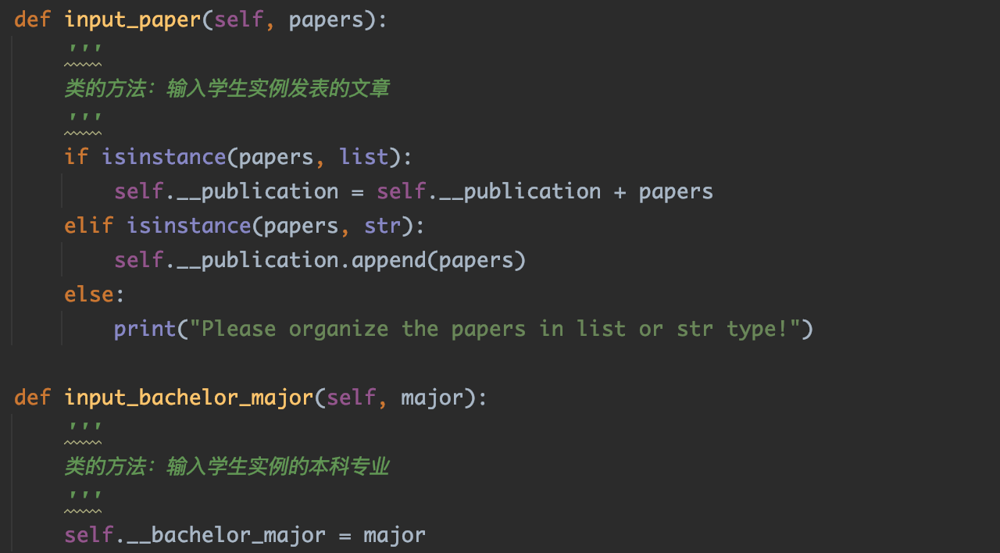 def input_paper(self, papers):
    '''
    类的方法：输入学生实例发表的文章
    '''
    if isinstance(papers, list):
        self.__publication = self.__publication + papers
    elif isinstance(papers, str):
        self.__publication.append(papers)
    else:
        print("Please organize the papers in list or str type!")

def input_bachelor_major(self, major):
    '''
    类的方法：输入学生实例的本科专业
    '''
    self.__bachelor_major = major